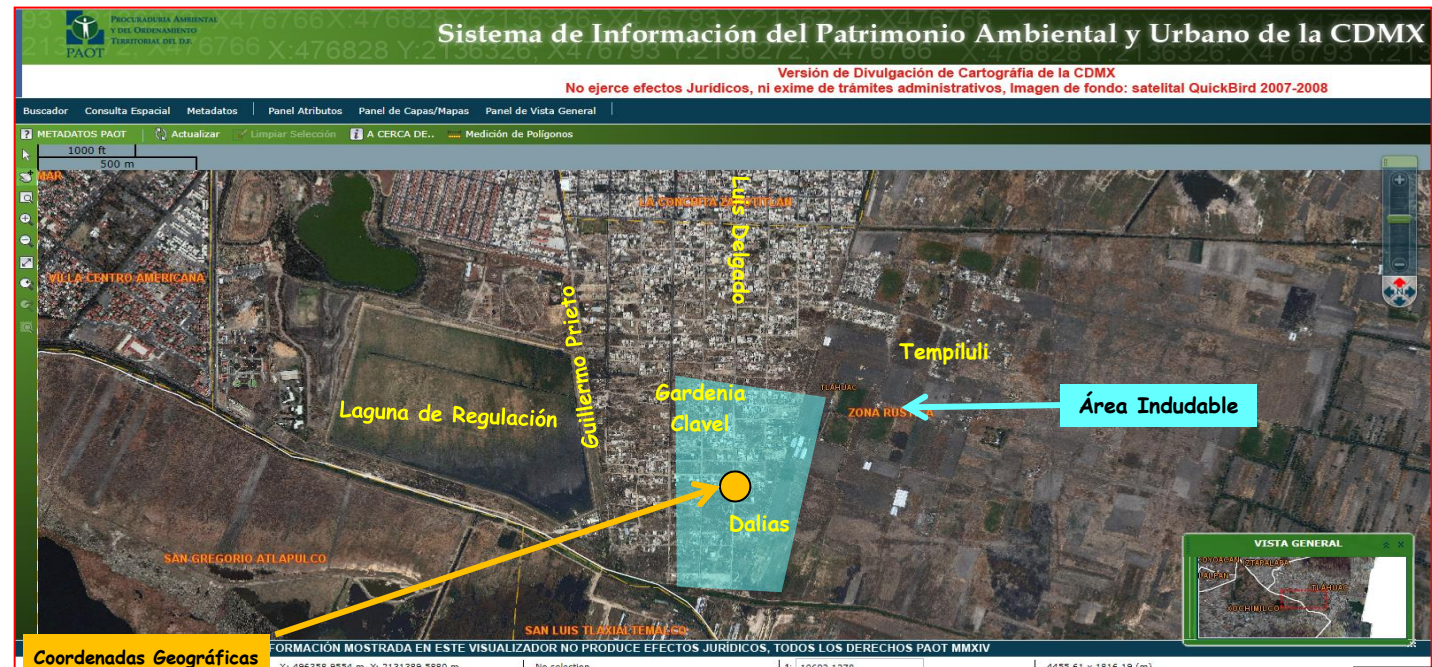 PROCURADURIA AMBIENTAL
Y DEL ORDENAMIENTO
TERRITORIAL DEL D.F.
PAOT
Sistema de Información del Patrimonio Ambiental y Urbano de la CDMX
Versión de Divulgación de Cartográfia de la CDMX
No ejerce efectos Jurídicos, ni exime de trámites administrativos, Imagen de fondo: satelital QuickBird 2007-2008
Buscador Consulta Espacial Metadatos Panel Atributos Panel de Capas/Mapas Panel de Vista General
METADATOS PAOT Actualizar Limpiar Selección A CERCA DE.. Medición de Polígonos
1000 ft
500 m
MAR
LA CONCHITA ZAPOTITLAN
Luis Delgado
VILLA CENTRO AMERICANA
Guillermo Prieto
Tempiluli
TLAHUAC
Gardenia
Clavel
Laguna de Regulación
ZONA RUSTICA
Área Indudable
Dalias
SAN GREGORIO ATLAPULCO
VISTA GENERAL
IZTAPALAPA
TLAHUAC
XOCHIMILCO
SAN LUIS TLAXIALTEMALCO
Coordenadas Geográficas
FORMACIÓN MOSTRADA EN ESTE VISUALIZADOR NO PRODUCE EFECTOS JURÍDICOS, TODOS LOS DERECHOS PAOT MMXIV
No selection